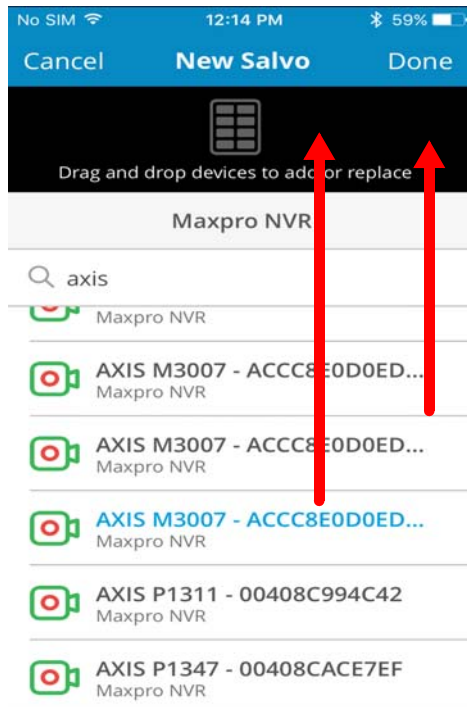 No SIM 12:14 PM 59%
Cancel New Salvo Done
Drag and drop devices to add or replace
Maxpro NVR
axis
Maxpro NVR
AXIS M3007 - ACCC8E0D0ED...
Maxpro NVR
AXIS M3007 - ACCC8E0D0ED...
Maxpro NVR
AXIS M3007 - ACCC8E0D0ED...
Maxpro NVR
AXIS P1311 - 00408C994C42
Maxpro NVR
AXIS P1347 - 00408CACE7EF
Maxpro NVR